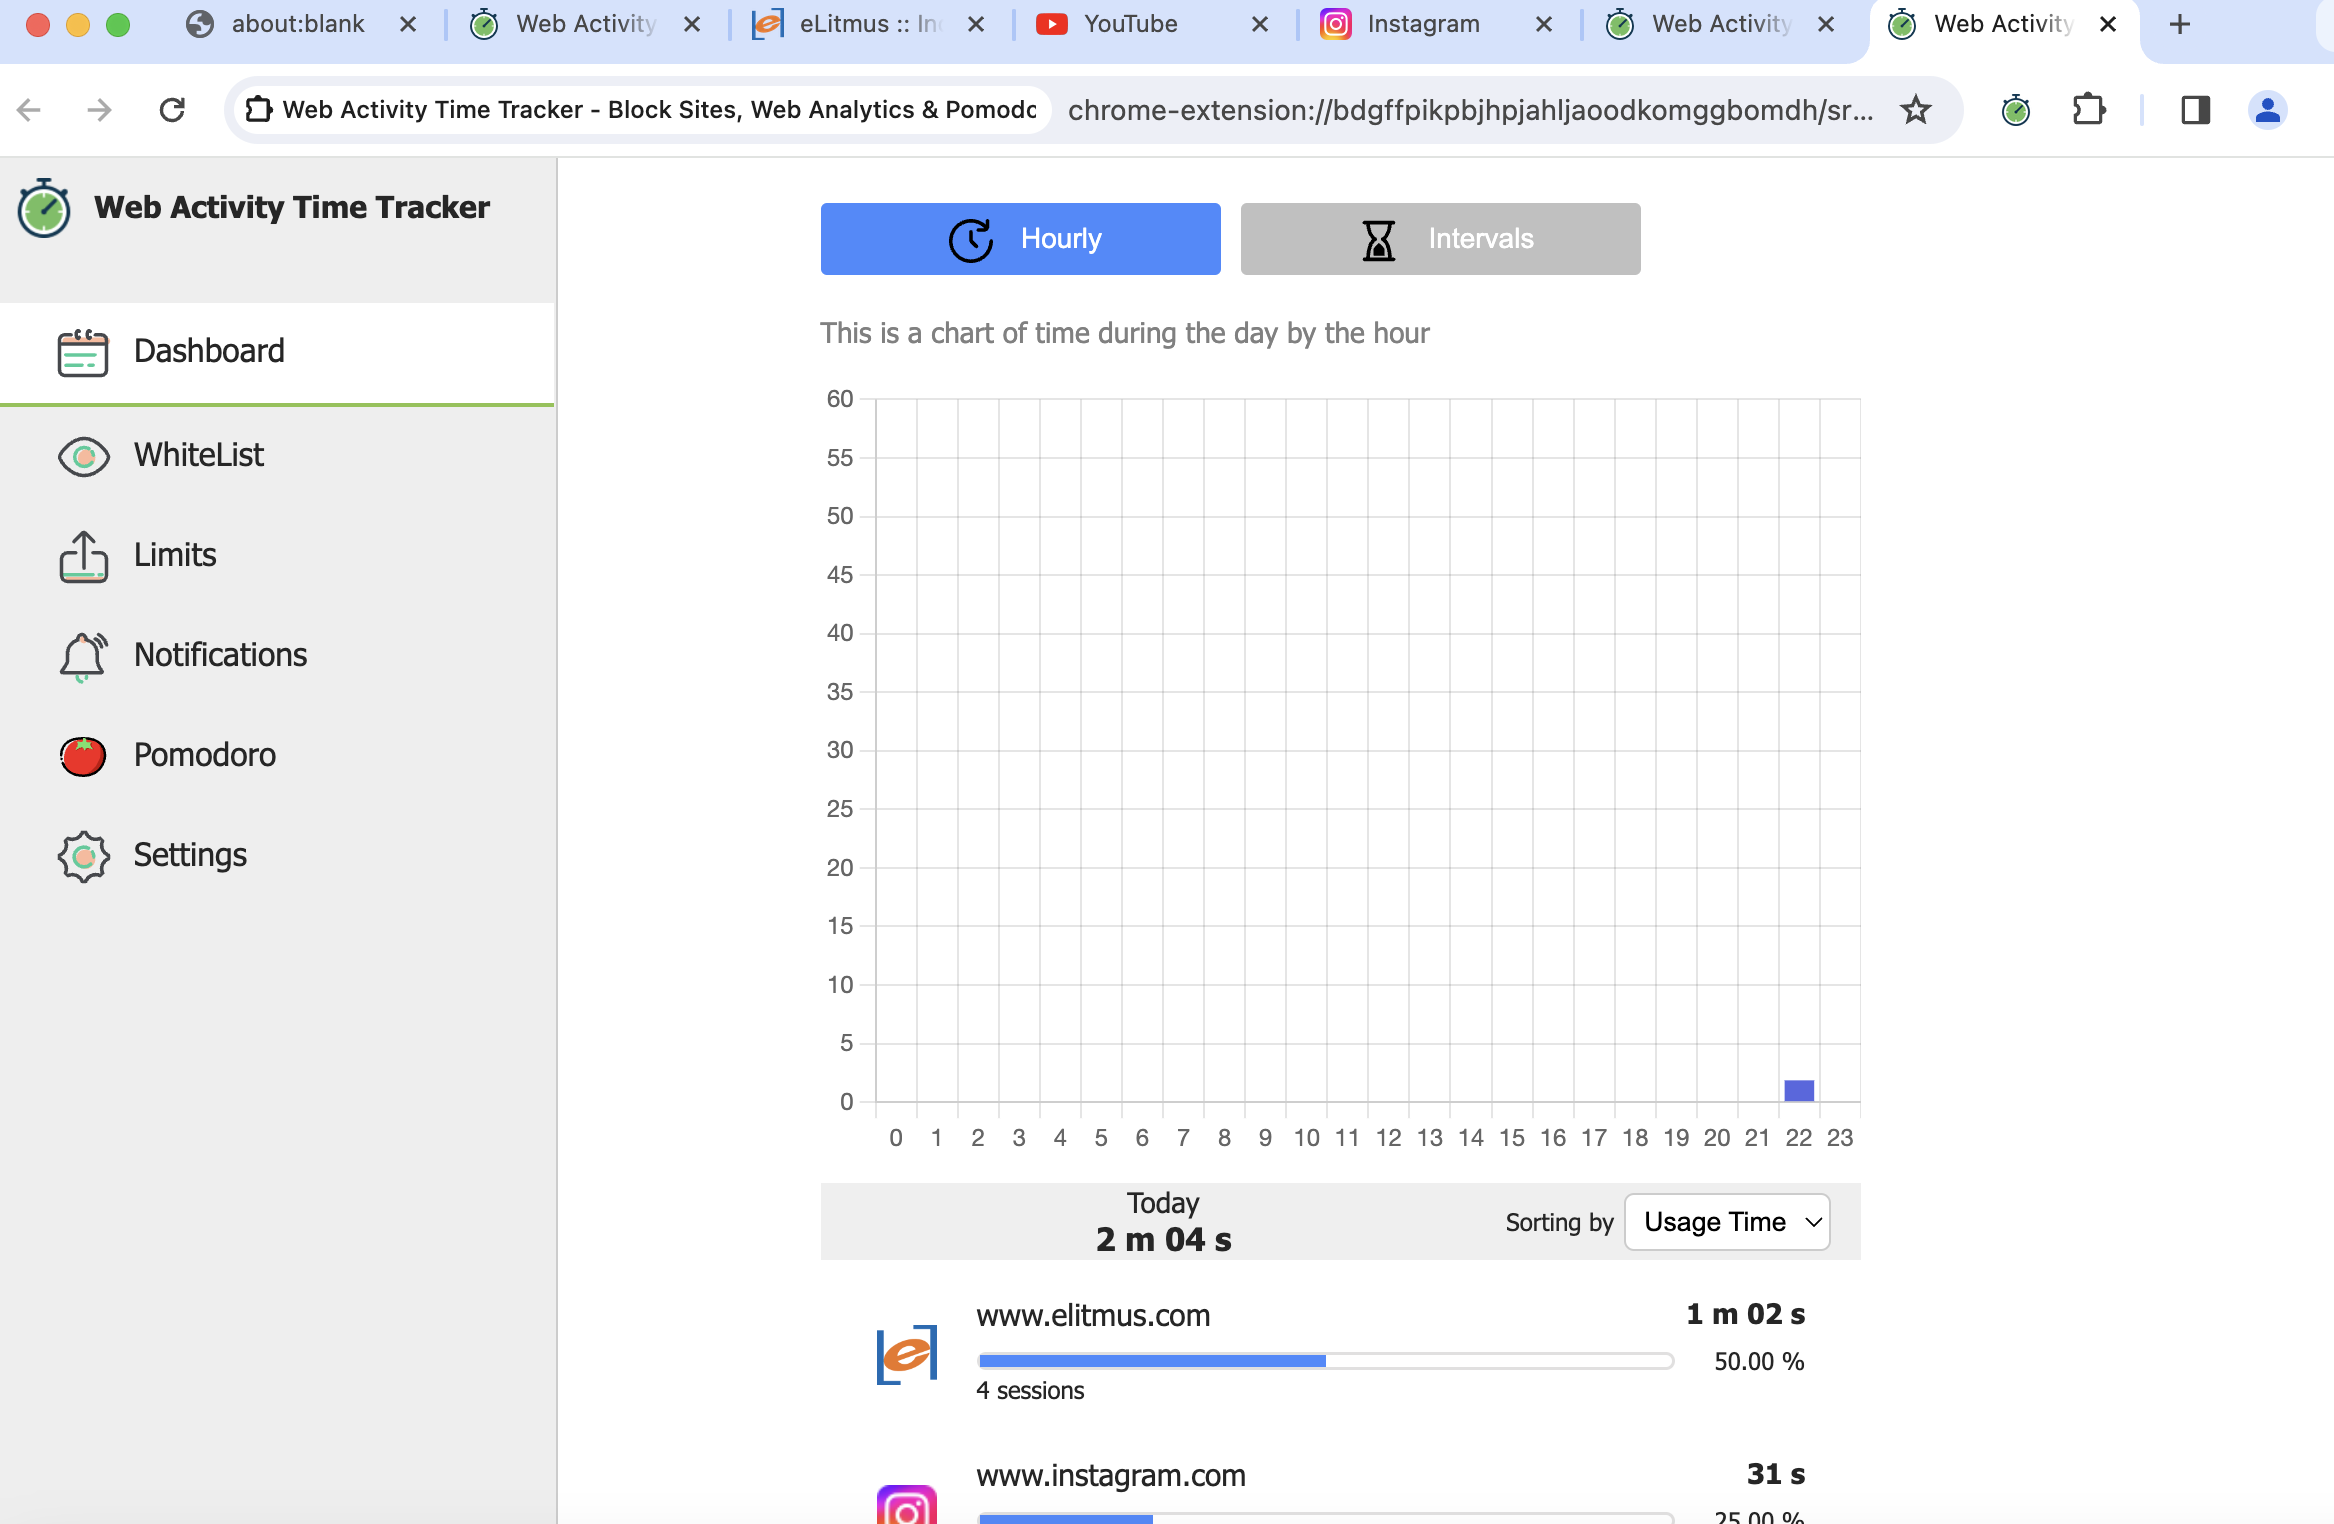 about:blank
Web Activity
eLitmus :: In
YouTube
Instagram
Web Activity
Web Activity
Web Activity Time Tracker - Block Sites, Web Analytics & Pomodo
chrome-extension://bdgffpikpbjhpjahljaoodkomggbomdh/sr...
Web Activity Time Tracker
Dashboard
WhiteList
Limits
Notifications
Pomodoro
Settings
Hourly
Intervals
This is a chart of time during the day by the hour
60
55
50
45
40
35
30
25
20
15
10
5
0
0 1 2 3 4 5 6 7 8 9 10 11 12 13 14 15 16 17 18 19 20 21 22 23
Today
2 m 04 s
Sorting by Usage Time
www.elitmus.com 1 m 02 s
50.00 %
4 sessions
www.instagram.com 31 s
25.00 %